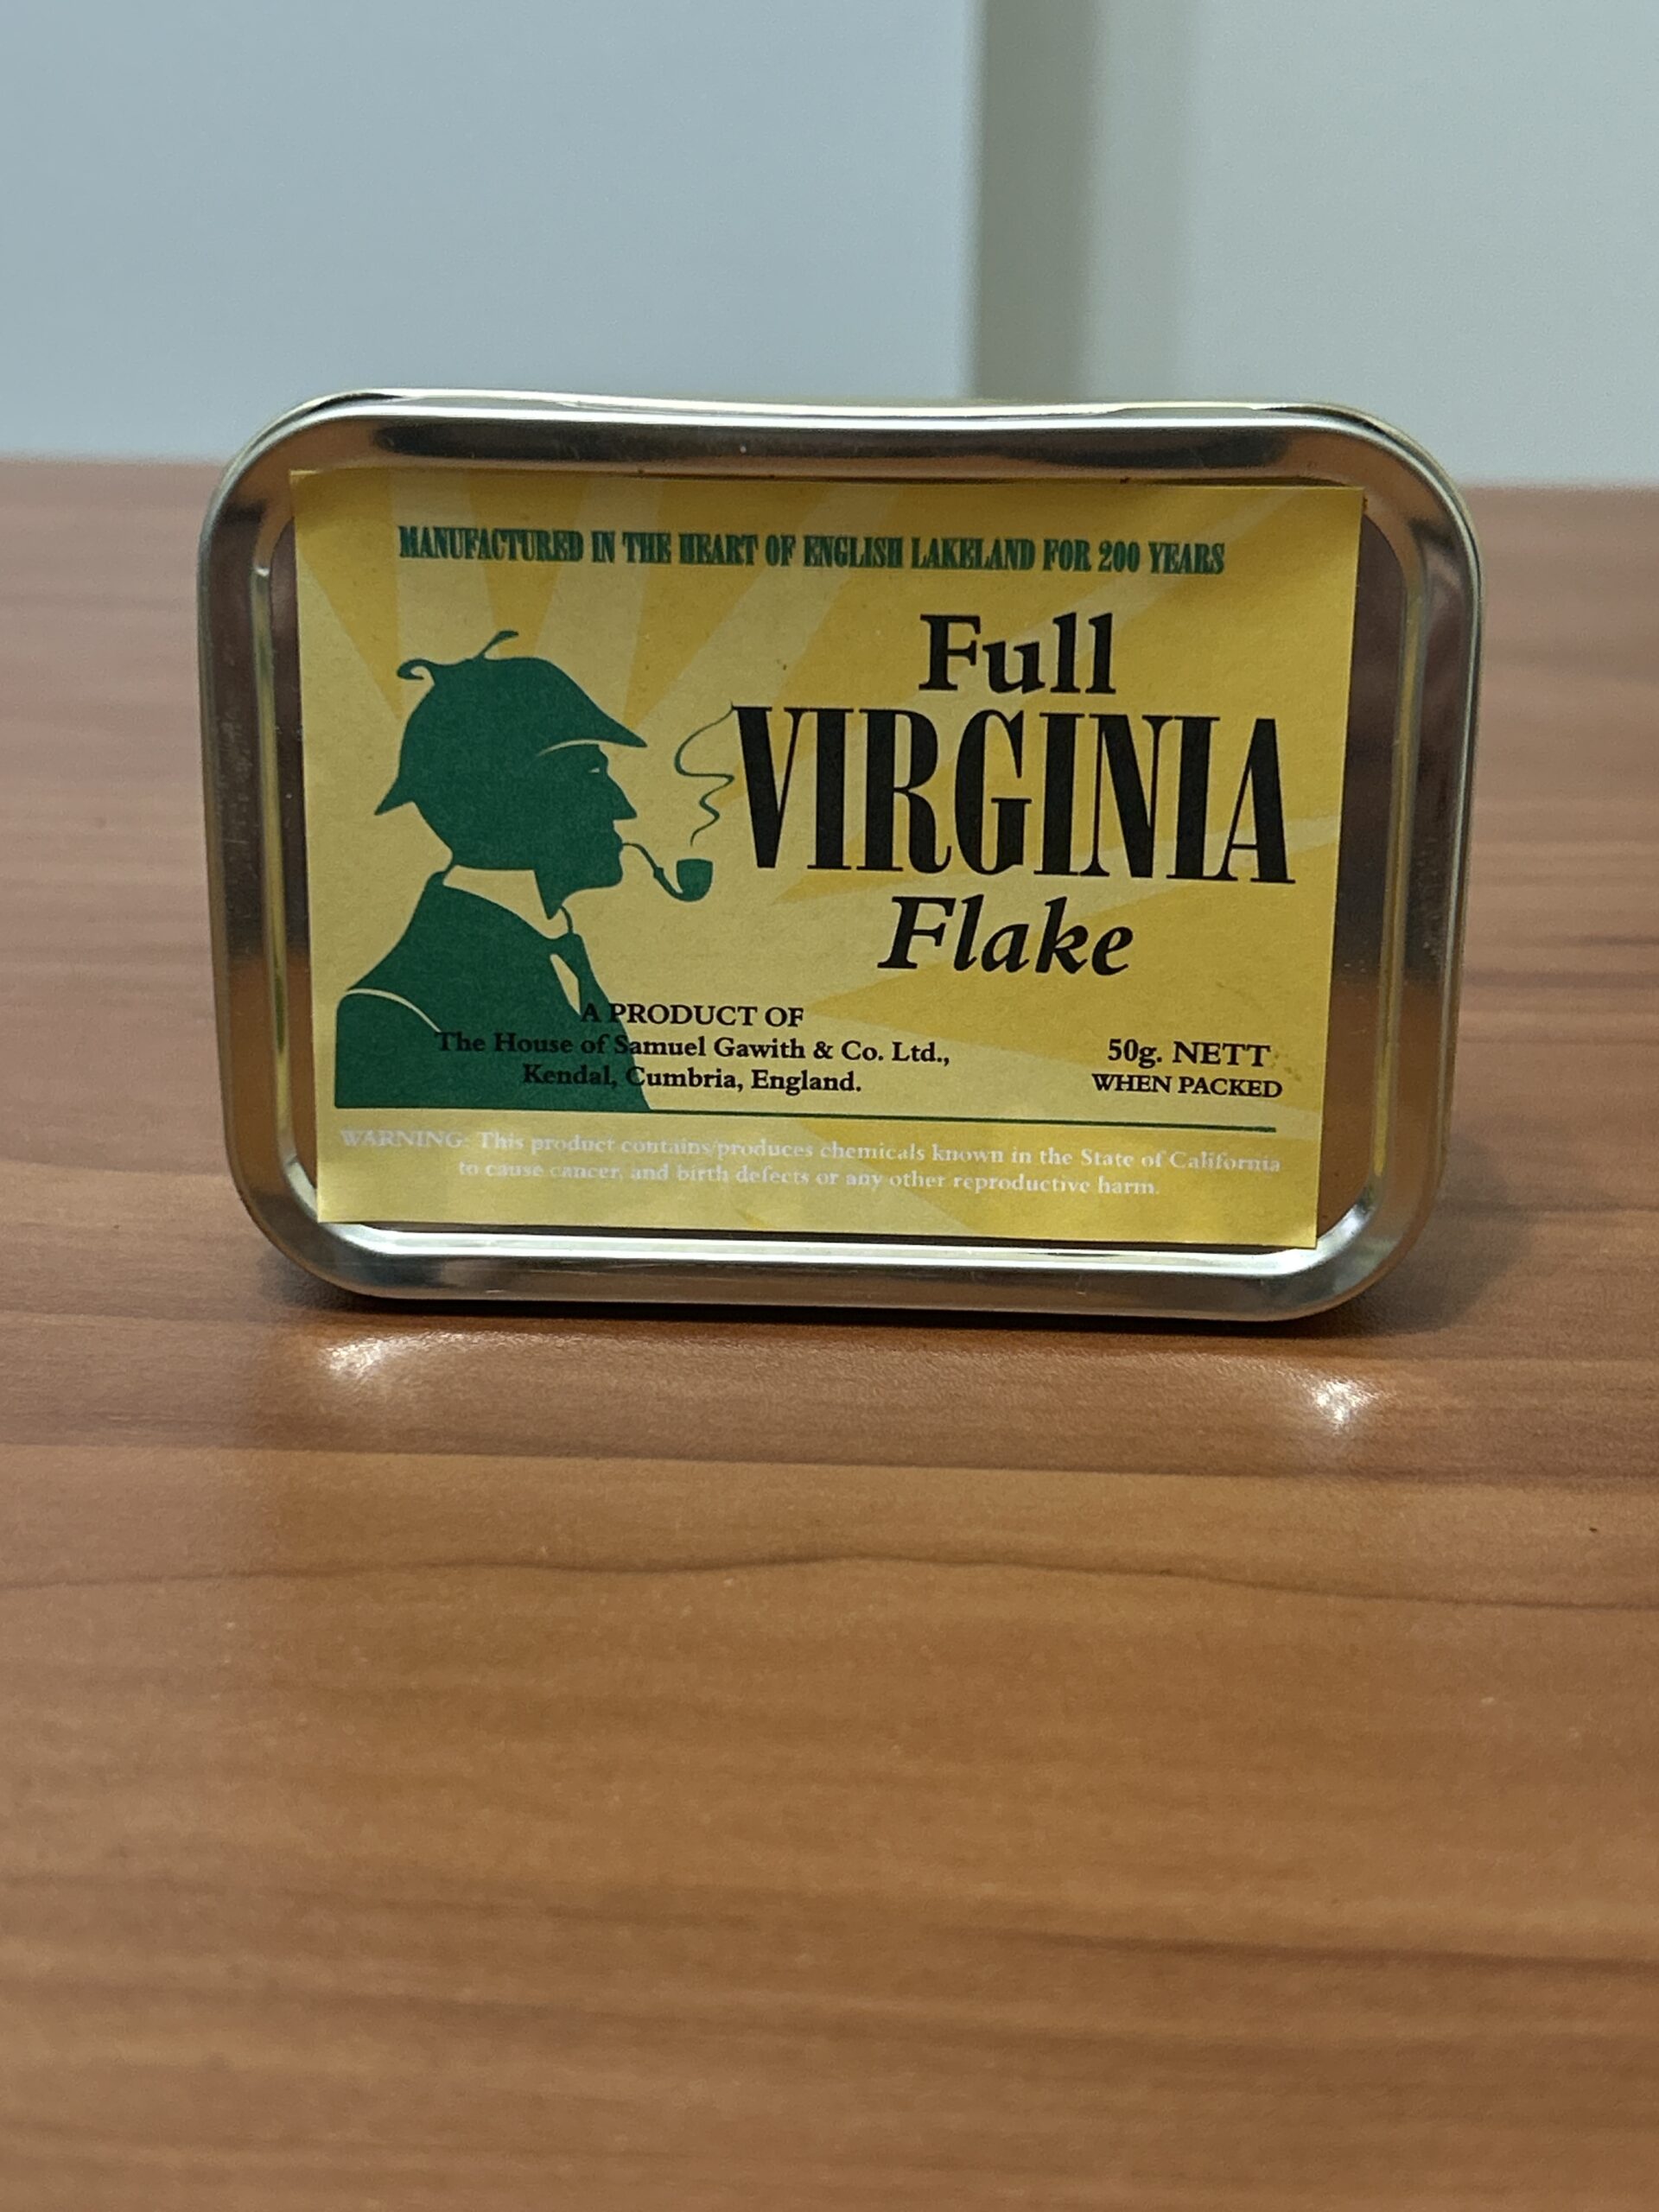 MANUFACTURED IN THE HEART OF ENGLISH LAKELAND FOR 200 YEARS
Full
VIRGINIA
Flake
A PRODUCT OF
The House of Samuel Gawith & Co. Ltd.,
Kendal, Cumbria, England.
50g. NETT
WHEN PACKED
WARNING: This product contains/produces chemicals known in the State of California
to cause cancer, and birth defects or any other reproductive harm.